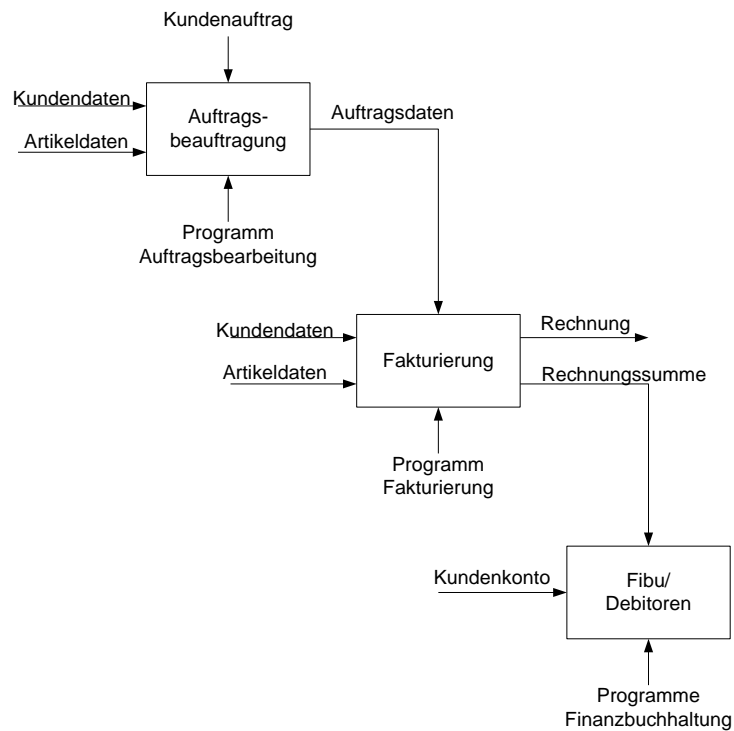 Kundenauftrag
Kundendaten
Artikeldaten
Auftrags-
beauftragung
Auftragsdaten
Programm
Auftragsbearbeitung
Kundendaten
Artikeldaten
Fakturierung
Rechnung
Rechnungssumme
Programm
Fakturierung
Kundenkonto
Fibu/
Debitoren
Programme
Finanzbuchhaltung